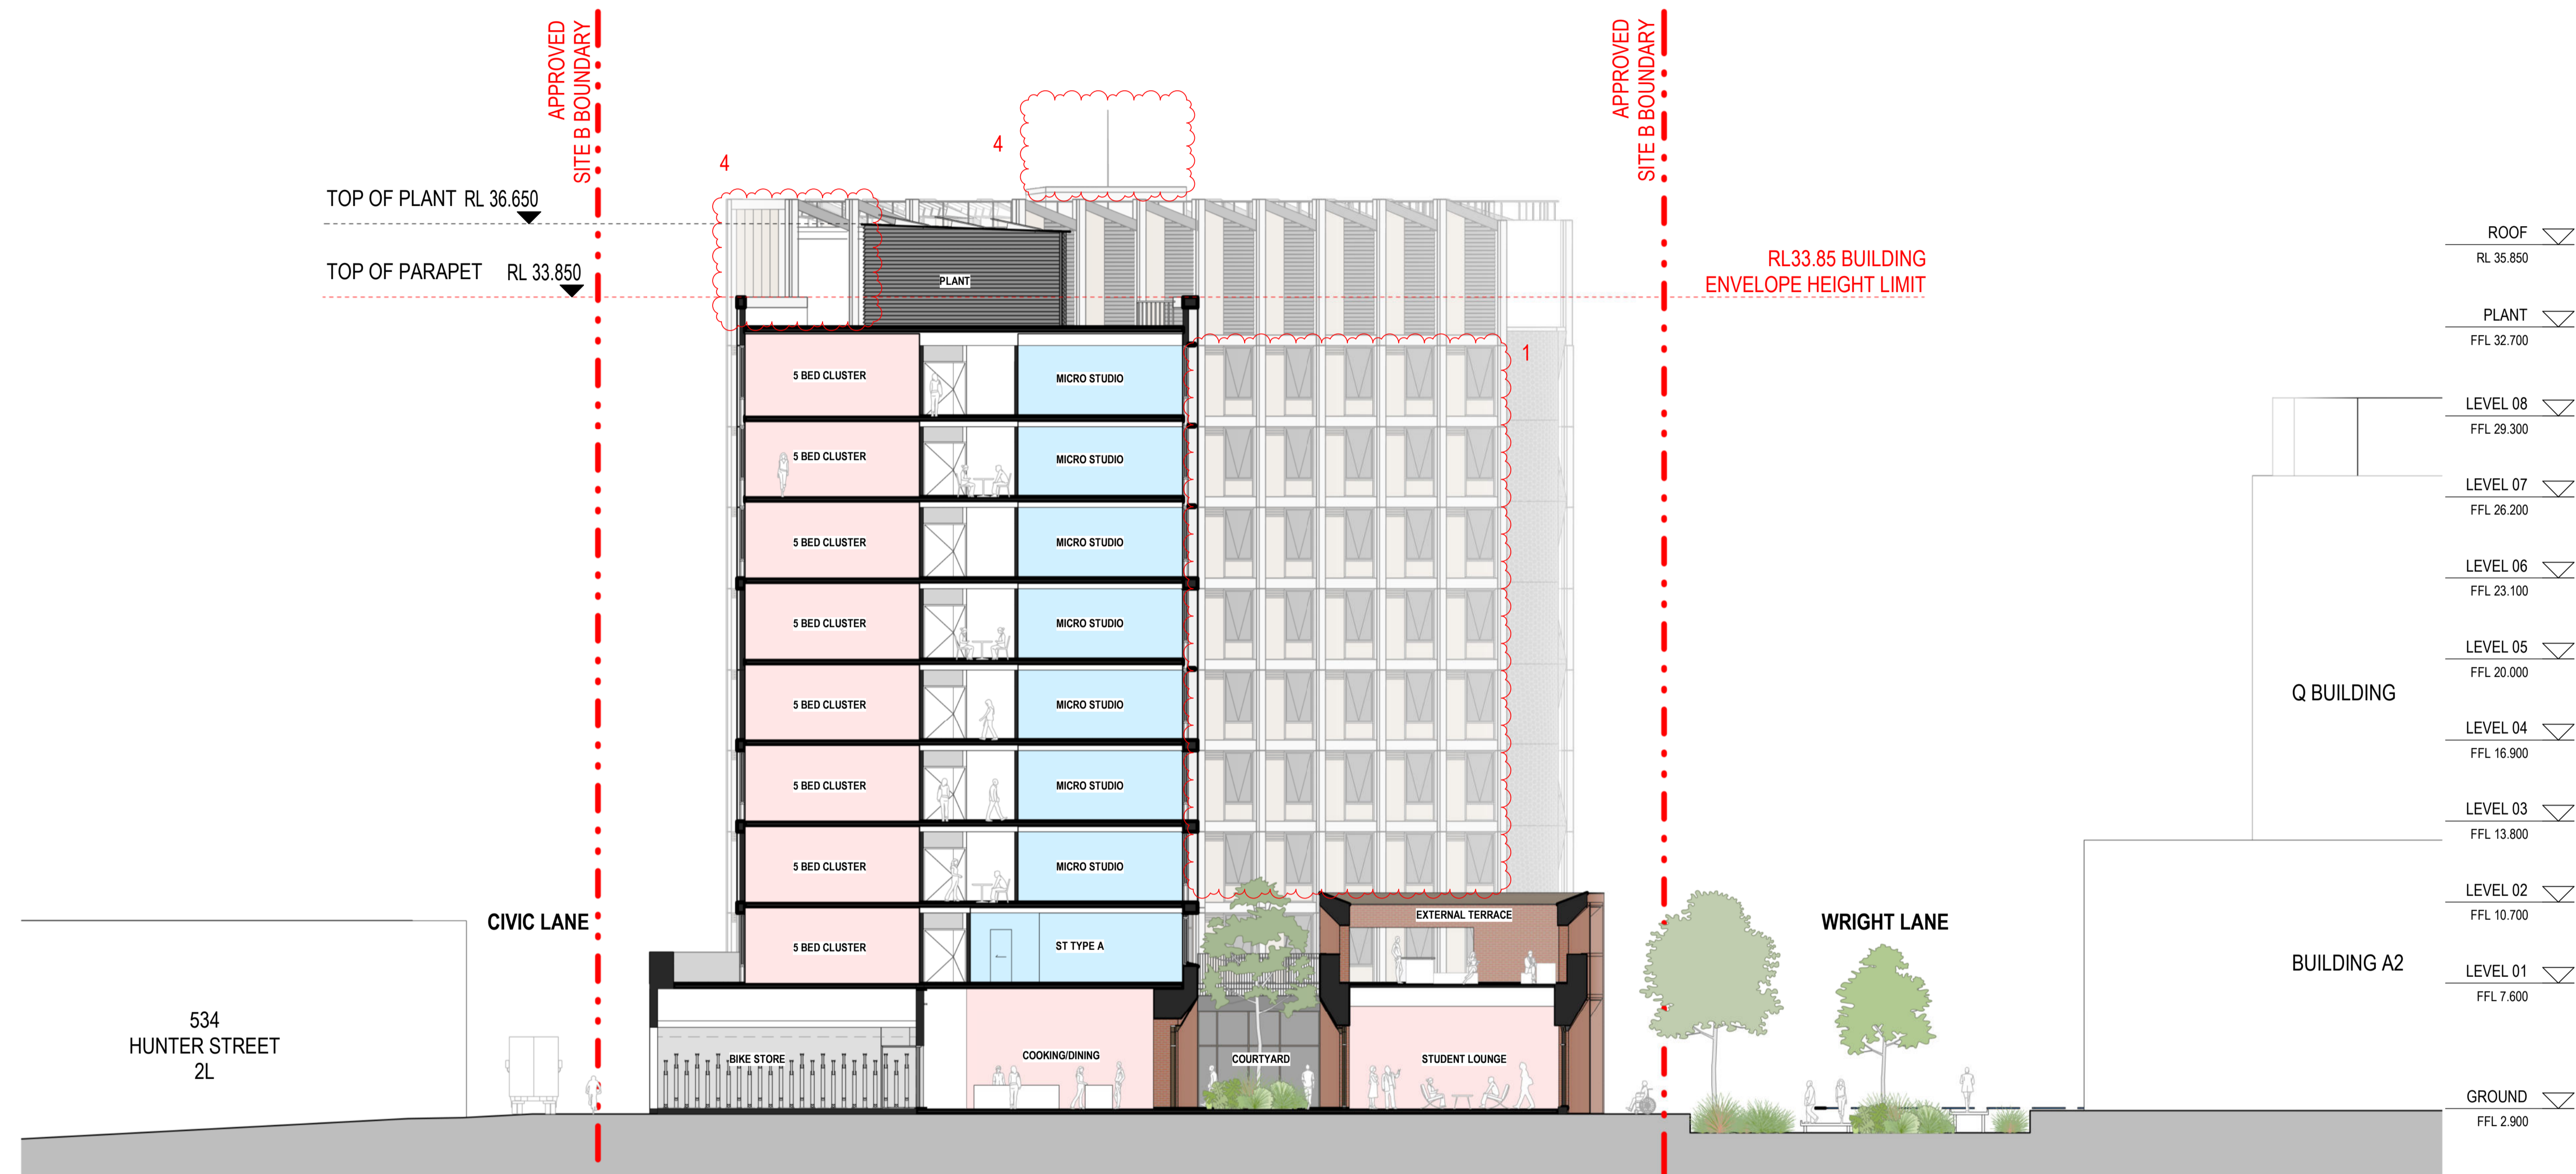 APPROVED
SITE B BOUNDARY
APPROVED
SITE B BOUNDARY
4
4
TOP OF PLANT RL 36.650
TOP OF PARAPET RL 33.850
RL33.85 BUILDING
ENVELOPE HEIGHT LIMIT
PLANT
1
5 BED CLUSTER
MICRO STUDIO
5 BED CLUSTER
MICRO STUDIO
5 BED CLUSTER
MICRO STUDIO
5 BED CLUSTER
MICRO STUDIO
5 BED CLUSTER
MICRO STUDIO
5 BED CLUSTER
MICRO STUDIO
5 BED CLUSTER
MICRO STUDIO
5 BED CLUSTER
ST TYPE A
EXTERNAL TERRACE
CIVIC LANE
WRIGHT LANE
534
HUNTER STREET
2L
BIKE STORE
COOKING/DINING
COURTYARD
STUDENT LOUNGE
Q BUILDING
BUILDING A2
ROOF
RL 35.850
PLANT
FFL 32.700
LEVEL 08
FFL 29.300
LEVEL 07
FFL 26.200
LEVEL 06
FFL 23.100
LEVEL 05
FFL 20.000
LEVEL 04
FFL 16.900
LEVEL 03
FFL 13.800
LEVEL 02
FFL 10.700
LEVEL 01
FFL 7.600
GROUND
FFL 2.900